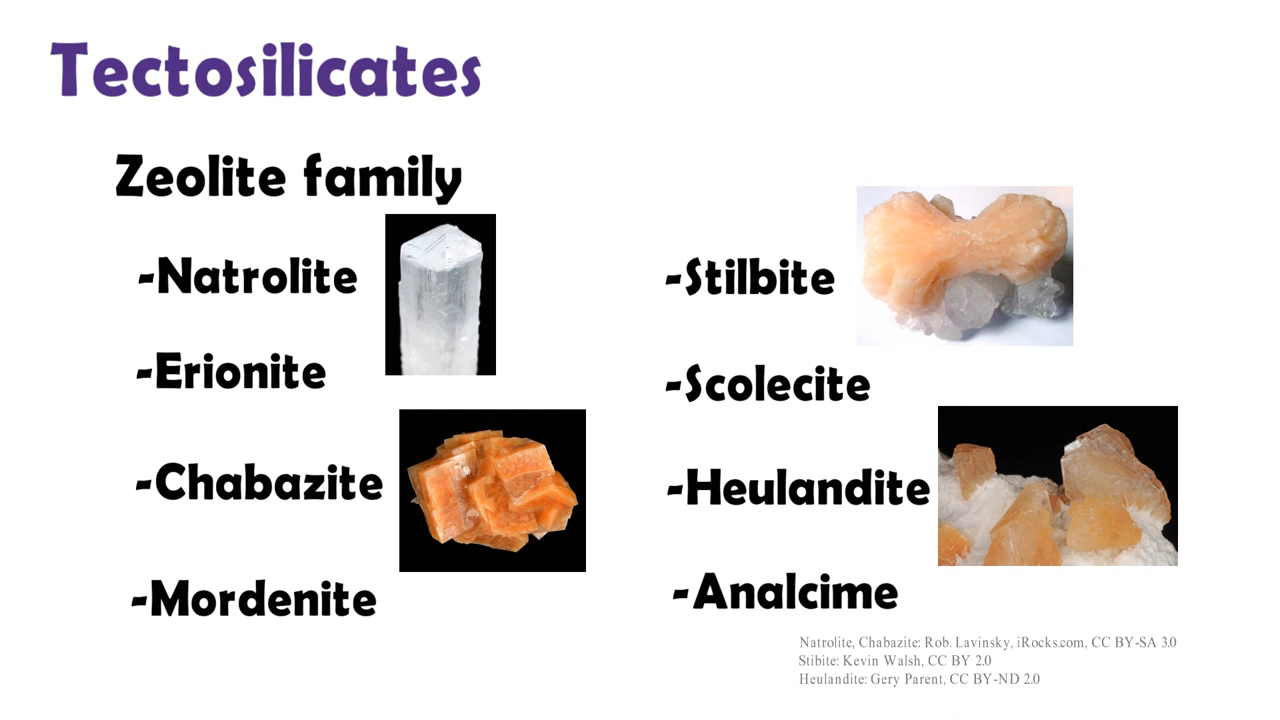 Tectosilicates
Zeolite family
-Natrolite
-Erionite
-Chabazite
-Mordenite
-Stilbite
-Scolecite
-Heulandite
-Analcime
Natrolite, Chabazite: Rob. Lavinsky, iRocks.com, CC BY-SA 3.0
Stibite: Kevin Walsh, CC BY 2.0
Heulandite: Gery Parent, CC BY-ND 2.0